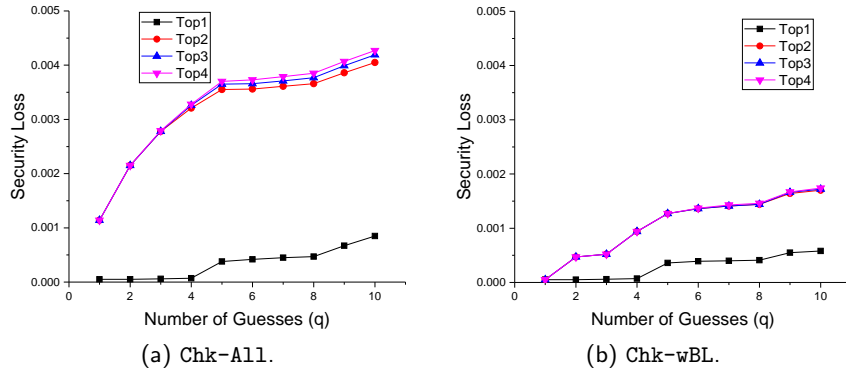 0.005
0.004
0.003
0.002
0.001
0.000
Security Loss
Top1
Top2
Top3
Top4
0 2 4 6 8 10
Number of Guesses (q)
(a) Chk-All.
0.005
0.004
0.003
0.002
0.001
0.000
Security Loss
Top1
Top2
Top3
Top4
0 2 4 6 8 10
Number of Guesses (q)
(b) Chk-wBL.